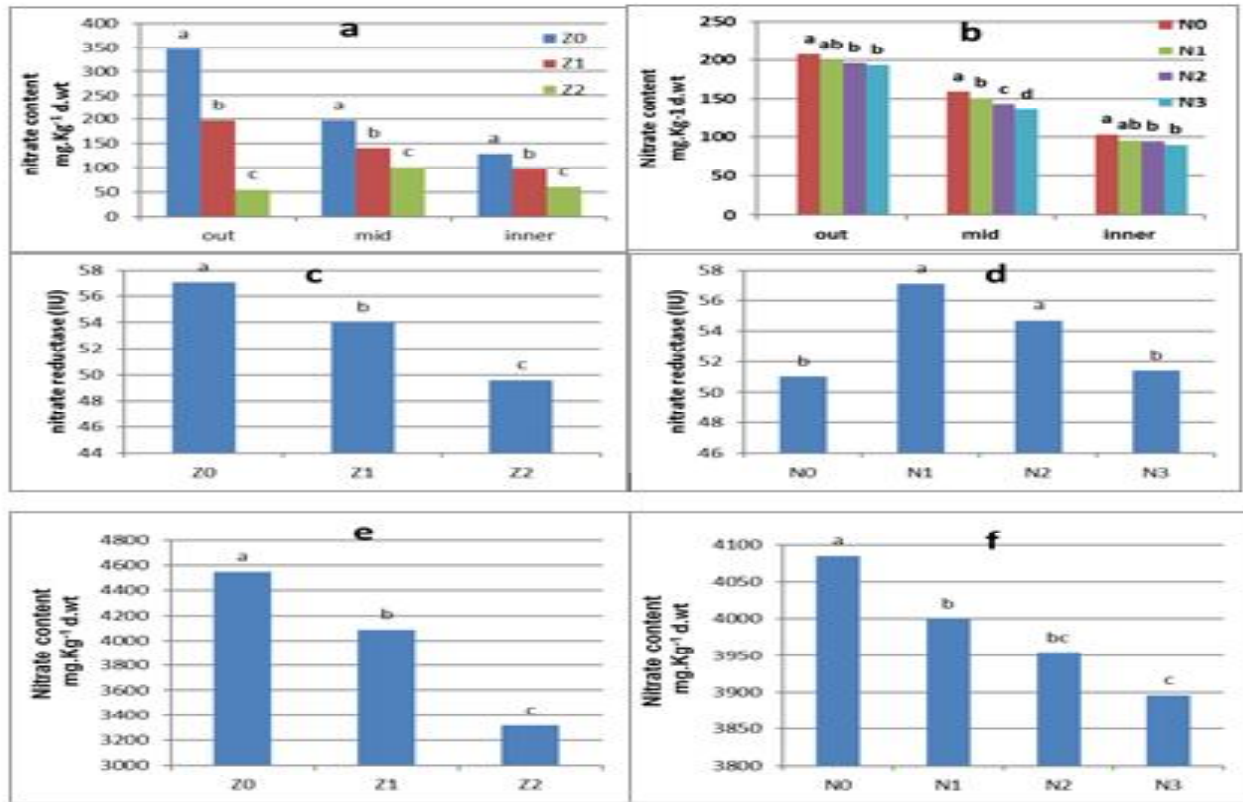 a
nitrate content
mg.Kg⁻¹ d.wt
400
350
300
250
200
150
100
50
0
a
b
c
a
b
c
a
b
c
Z0
Z1
Z2
out mid inner
b
Nitrate content
mg.Kg-1 d.wt
250
200
150
100
50
0
a ab b b
a b c d
a ab b b
N0
N1
N2
N3
out mid inner
c
nitrate reductase (IU)
58
56
54
52
50
48
46
44
a
b
c
Z0 Z1 Z2
d
nitrate reductase (IU)
58
56
54
52
50
48
46
b
a
a
b
N0 N1 N2 N3
e
Nitrate content
mg.Kg⁻¹ d.wt
4800
4600
4400
4200
4000
3800
3600
3400
3200
3000
a
b
c
Z0 Z1 Z2
f
Nitrate content
mg.Kg⁻¹ d.wt
4100
4050
4000
3950
3900
3850
3800
a
b
bc
c
N0 N1 N2 N3